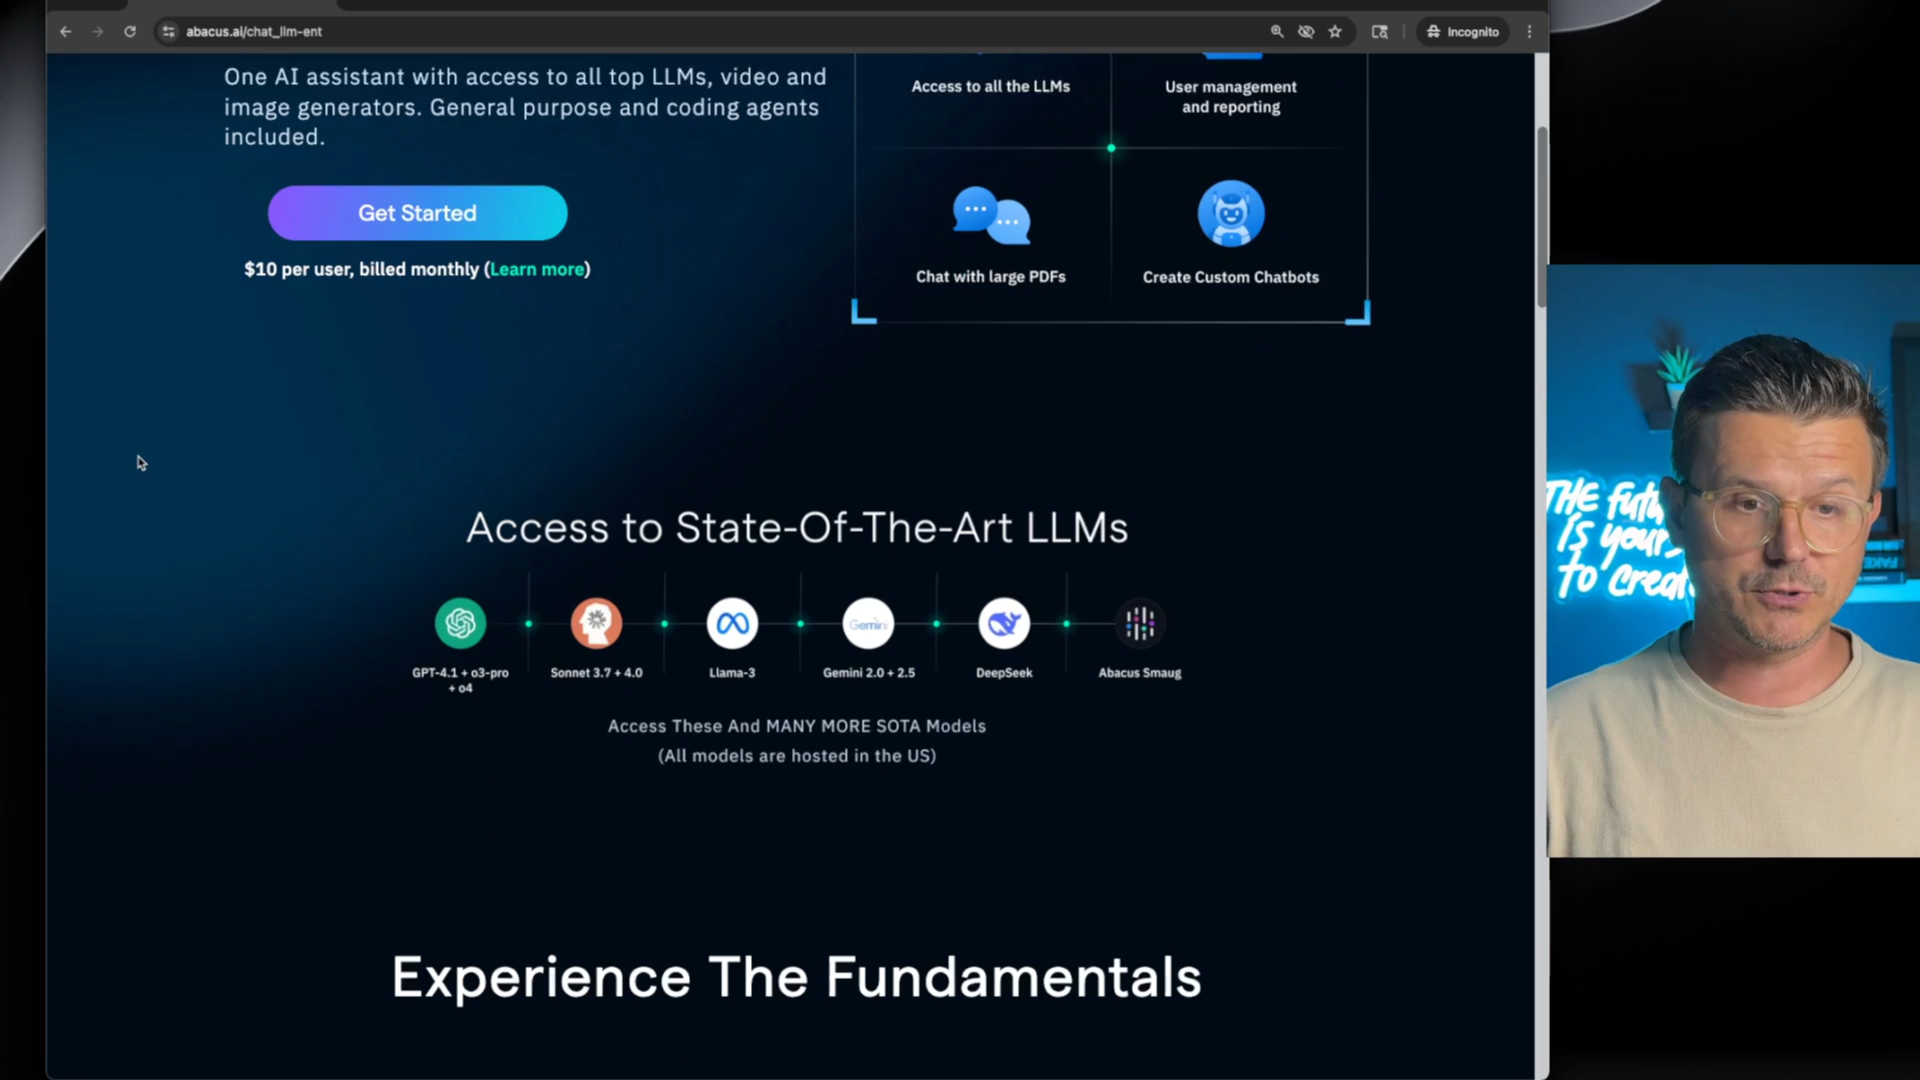 abacus.ai/chat_llm-ent
Incognito
One AI assistant with access to all top LLMs, video and
image generators. General purpose and coding agents
included.
Get Started
$10 per user, billed monthly (Learn more)
Access to all the LLMs
User management
and reporting
Chat with large PDFs
Create Custom Chatbots
Access to State-Of-The-Art LLMs
Gemini
GPT-4.1 + o3-pro
+ o4
Sonnet 3.7 + 4.0
Llama-3
Gemini 2.0 + 2.5
DeepSeek
Abacus Smaug
Access These And MANY MORE SOTA Models
(All models are hosted in the US)
Experience The Fundamentals
THE
is your
to